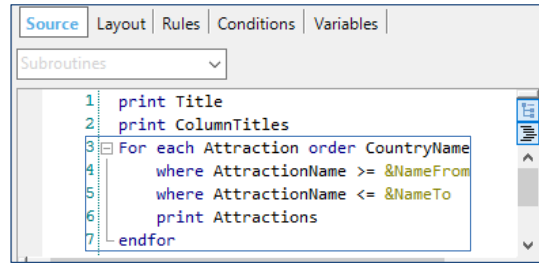 Source Layout Rules Conditions Variables
Subroutines
1 print Title
2 print ColumnTitles
3 For each Attraction order CountryName
4 where AttractionName >= &NameFrom
5 where AttractionName <= &NameTo
6 print Attractions
7 endfor